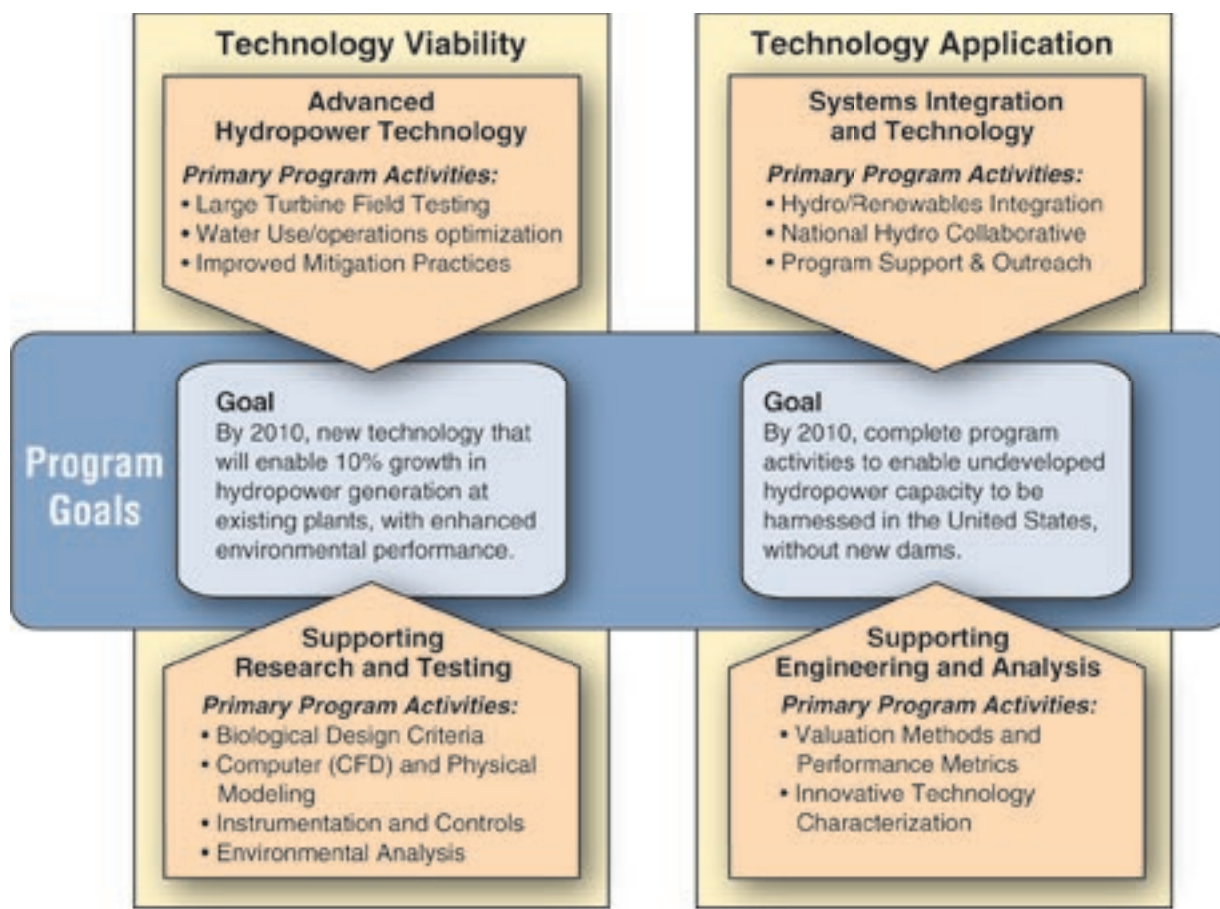 Technology Viability
Advanced
Hydropower Technology
Primary Program Activities:
• Large Turbine Field Testing
• Water Use/operations optimization
• Improved Mitigation Practices
Technology Application
Systems Integration
and Technology
Primary Program Activities:
• Hydro/Renewables Integration
• National Hydro Collaborative
• Program Support & Outreach
Program
Goals
Goal
By 2010, new technology that
will enable 10% growth in
hydropower generation at
existing plants, with enhanced
environmental performance.
Goal
By 2010, complete program
activities to enable undeveloped
hydropower capacity to be
harnessed in the United States,
without new dams.
Supporting
Research and Testing
Primary Program Activities:
• Biological Design Criteria
• Computer (CFD) and Physical
Modeling
• Instrumentation and Controls
• Environmental Analysis
Supporting
Engineering and Analysis
Primary Program Activities:
• Valuation Methods and
Performance Metrics
• Innovative Technology
Characterization